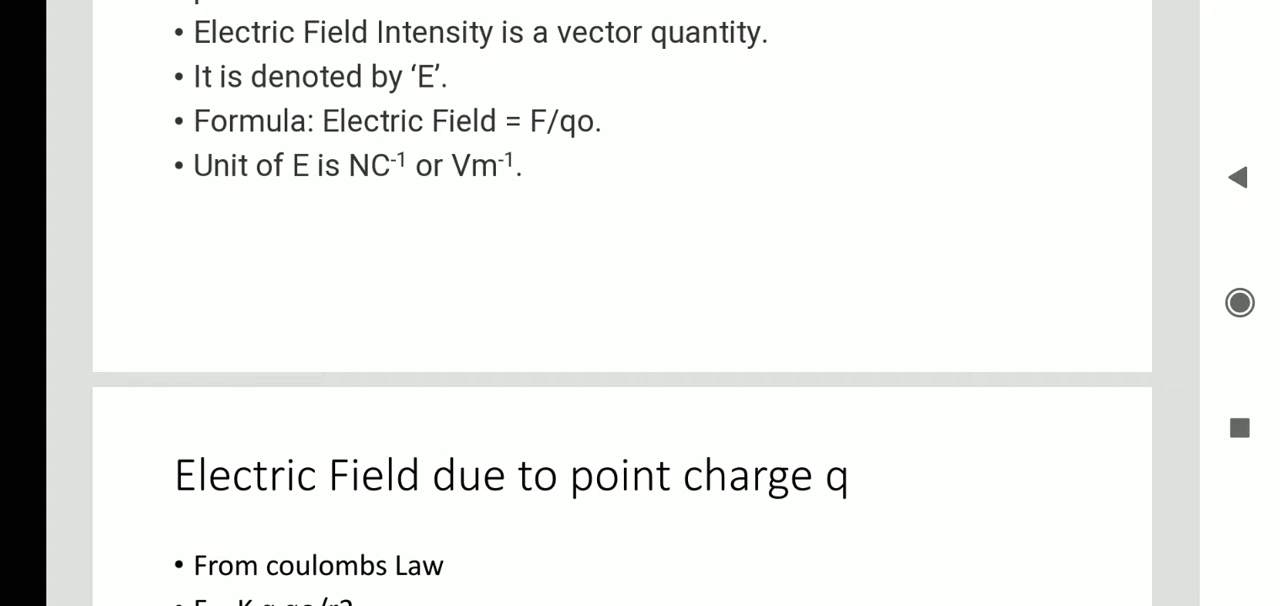 • Electric Field Intensity is a vector quantity.
• It is denoted by ‘E’.
• Formula: Electric Field = F/qo.
• Unit of E is NC⁻¹ or Vm⁻¹.
Electric Field due to point charge q
• From coulombs Law